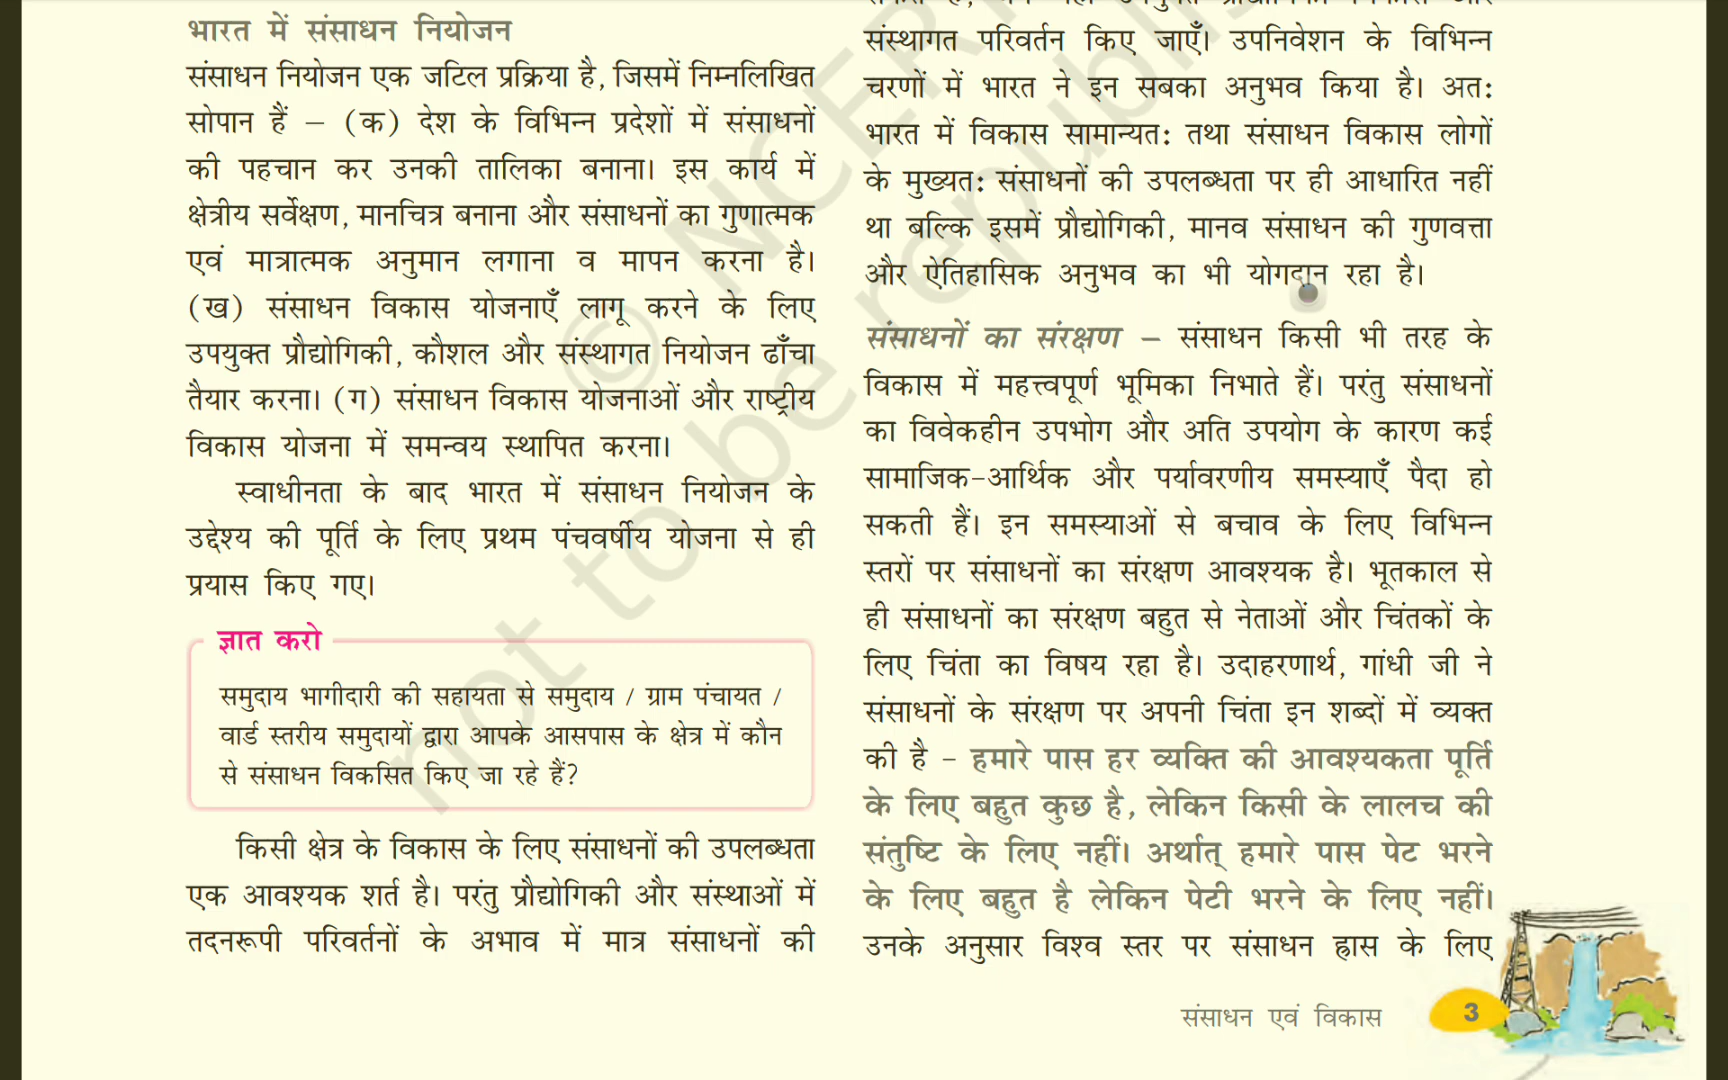 भारत में संसाधन नियोजन
संसाधन नियोजन एक जटिल प्रक्रिया है, जिसमें निम्नलिखित
सोपान हैं – (क) देश के विभिन्न प्रदेशों में संसाधनों
की पहचान कर उनकी तालिका बनाना। इस कार्य में
क्षेत्रीय सर्वेक्षण, मानचित्र बनाना और संसाधनों का गुणात्मक
एवं मात्रात्मक अनुमान लगाना व मापन करना है।
(ख) संसाधन विकास योजनाएँ लागू करने के लिए
उपयुक्त प्रौद्योगिकी, कौशल और संस्थागत नियोजन ढाँचा
तैयार करना। (ग) संसाधन विकास योजनाओं और राष्ट्रीय
विकास योजना में समन्वय स्थापित करना।
स्वाधीनता के बाद भारत में संसाधन नियोजन के
उद्देश्य की पूर्ति के लिए प्रथम पंचवर्षीय योजना से ही
प्रयास किए गए।
ज्ञात करो
समुदाय भागीदारी की सहायता से समुदाय / ग्राम पंचायत /
वार्ड स्तरीय समुदायों द्वारा आपके आसपास के क्षेत्र में कौन
से संसाधन विकसित किए जा रहे हैं?
किसी क्षेत्र के विकास के लिए संसाधनों की उपलब्धता
एक आवश्यक शर्त है। परंतु प्रौद्योगिकी और संस्थाओं में
तदनरूपी परिवर्तनों के अभाव में मात्र संसाधनों की
संस्थागत परिवर्तन किए जाएँ। उपनिवेशन के विभिन्न
चरणों में भारत ने इन सबका अनुभव किया है। अतः
भारत में विकास सामान्यतः तथा संसाधन विकास लोगों
के मुख्यतः संसाधनों की उपलब्धता पर ही आधारित नहीं
था बल्कि इसमें प्रौद्योगिकी, मानव संसाधन की गुणवत्ता
और ऐतिहासिक अनुभव का भी योगदान रहा है।
संसाधनों का संरक्षण – संसाधन किसी भी तरह के
विकास में महत्त्वपूर्ण भूमिका निभाते हैं। परंतु संसाधनों
का विवेकहीन उपभोग और अति उपयोग के कारण कई
सामाजिक-आर्थिक और पर्यावरणीय समस्याएँ पैदा हो
सकती हैं। इन समस्याओं से बचाव के लिए विभिन्न
स्तरों पर संसाधनों का संरक्षण आवश्यक है। भूतकाल से
ही संसाधनों का संरक्षण बहुत से नेताओं और चिंतकों के
लिए चिंता का विषय रहा है। उदाहरणार्थ, गांधी जी ने
संसाधनों के संरक्षण पर अपनी चिंता इन शब्दों में व्यक्त
की है - हमारे पास हर व्यक्ति की आवश्यकता पूर्ति
के लिए बहुत कुछ है, लेकिन किसी के लालच की
संतुष्टि के लिए नहीं। अर्थात् हमारे पास पेट भरने
के लिए बहुत है लेकिन पेटी भरने के लिए नहीं।
उनके अनुसार विश्व स्तर पर संसाधन ह्रास के लिए
संसाधन एवं विकास 3
© NCER
not to be republis